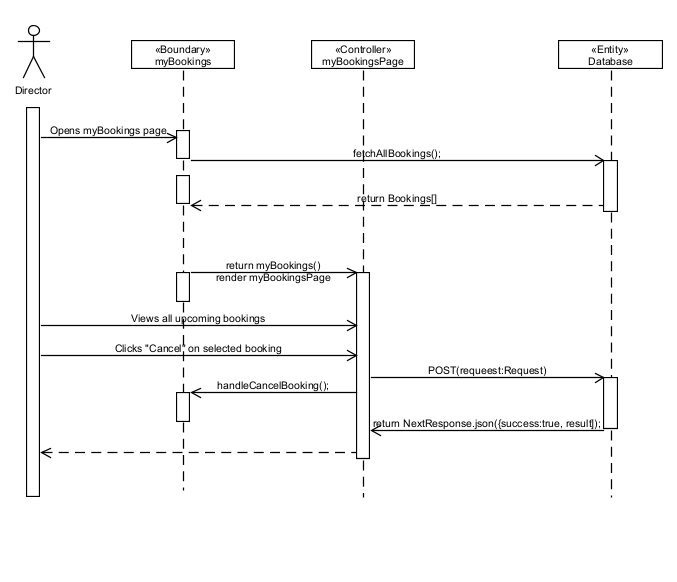 «Boundary»
myBookings
«Controller»
myBookingsPage
«Entity»
Database
Director
Opens myBookings page
fetchAllBookings();
return Bookings[]
return myBookings()
render myBookingsPage
Views all upcoming bookings
Clicks "Cancel" on selected booking
POST(requeest:Request)
handleCancelBooking();
return NextResponse.json({success:true, result]);